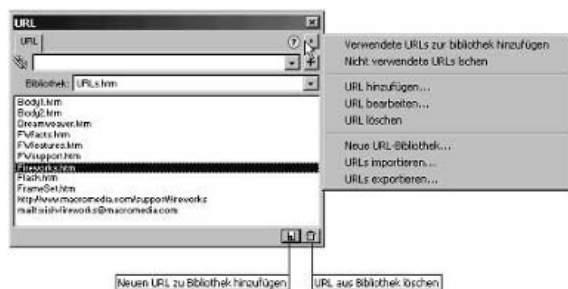 URL
URL
Bibliothek: URLs.htm
Body1.htm
Body2.htm
Dreamweaver.htm
FWfacts.htm
FWfeatures.htm
FWsupport.htm
Fireworks.htm
Flash.htm
FrameSet.htm
http://www.macromedia.com/support/fireworks
mailto:wish-fireworks@macromedia.com
Verwendete URLs zur bibliothek hinzufügen
Nicht verwendete URLs lschen
URL hinzufügen...
URL bearbeiten...
URL löschen
Neue URL-Bibliothek...
URLs importieren...
URLs exportieren...
Neuen URL zu Bibliothek hinzufügen
URL aus Bibliothek löschen